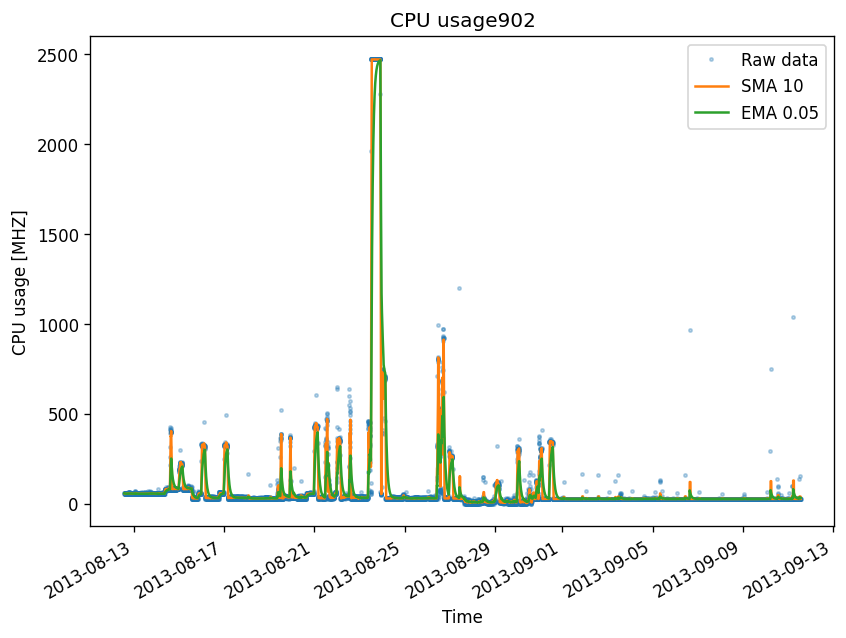 CPU usage902
Raw data
SMA 10
EMA 0.05
2500
2000
1500
1000
500
0
CPU usage [MHZ]
2013-08-13
2013-08-17
2013-08-21
2013-08-25
2013-08-29
2013-09-01
2013-09-05
2013-09-09
2013-09-13
Time